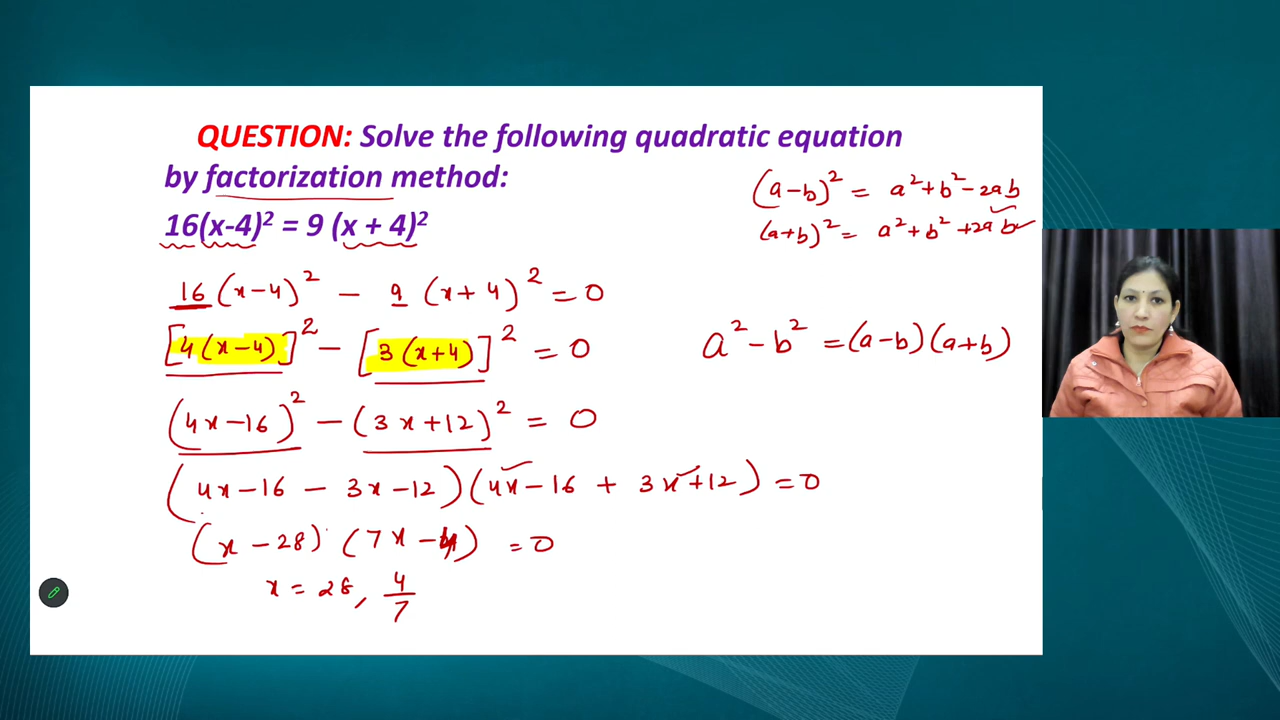 QUESTION: Solve the following quadratic equation
by factorization method:
16(x-4)² = 9 (x + 4)²
(a-b)² = a²+b²-2ab
(a+b)² = a²+b²+2ab
16(x-4)² - 9(x+4)² = 0
[4(x-4)]² - [3(x+4)]² = 0
a²-b² = (a-b)(a+b)
(4x-16)² - (3x+12)² = 0
(4x-16 - 3x-12)(4x-16 + 3x+12) = 0
(x-28)(7x-4) = 0
x = 28, 4/7